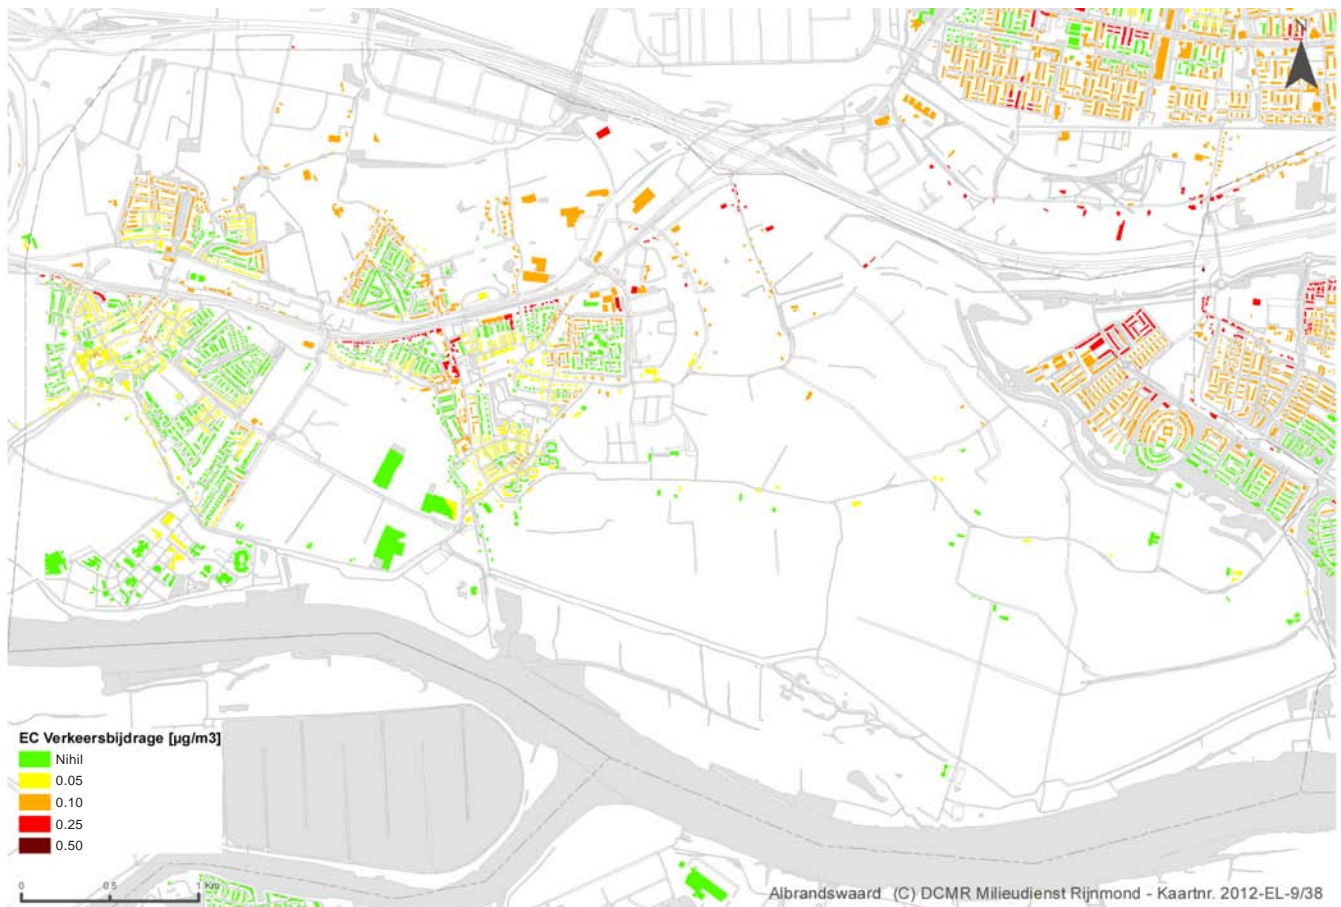 N
EC Verkeersbijdrage [µg/m3]
Nihil
0.05
0.10
0.25
0.50
0 0.5 1 Km
Albrandswaard (C) DCMR Milieudienst Rijnmond - Kaartnr. 2012-EL-9/38